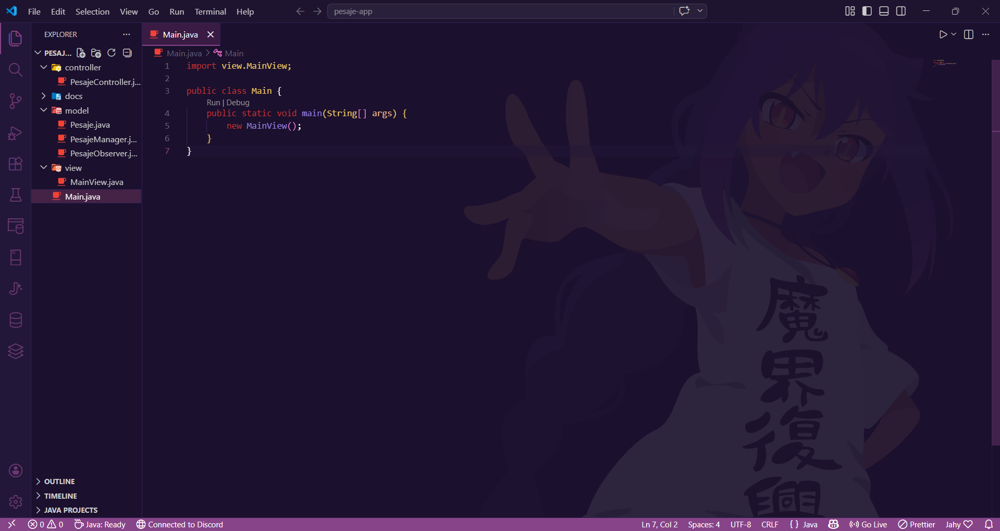 File Edit Selection View Go Run Terminal Help
pesaje-app
EXPLORER
PESAJ...
controller
PesajeController.j...
docs
model
Pesaje.java
PesajeManager.j...
PesajeObserver.j...
view
MainView.java
Main.java
OUTLINE
TIMELINE
JAVA PROJECTS
Main.java
Main.java > Main
1 import view.MainView;
2
3 public class Main {
Run | Debug
4 public static void main(String[] args) {
5 new MainView();
6 }
7 }
魔界復興
0 0 Java: Ready Connected to Discord Ln 7, Col 2 Spaces: 4 UTF-8 CRLF {} Java Go Live Prettier Jahy ♡